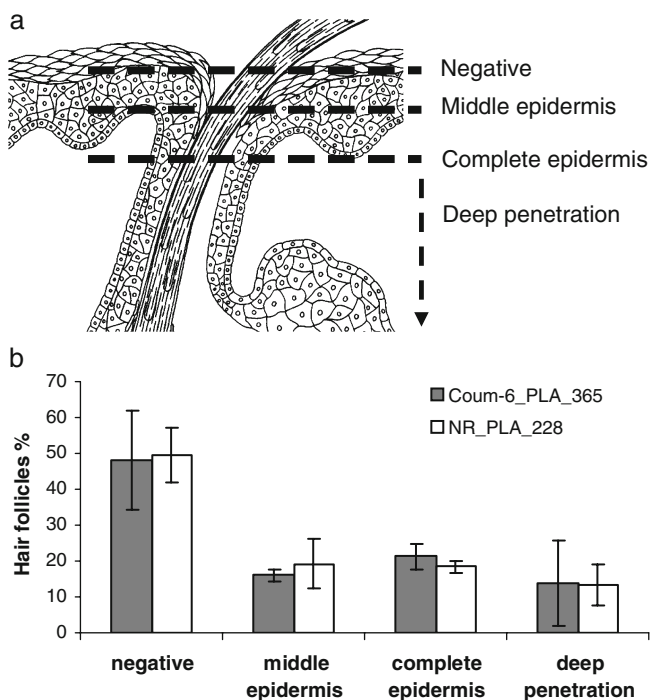 a
Negative
Middle epidermis
Complete epidermis
Deep penetration
b
70
60
50
40
30
20
10
0
Hair follicles %
Coum-6_PLA_365
NR_PLA_228
negative
middle
epidermis
complete
epidermis
deep
penetration